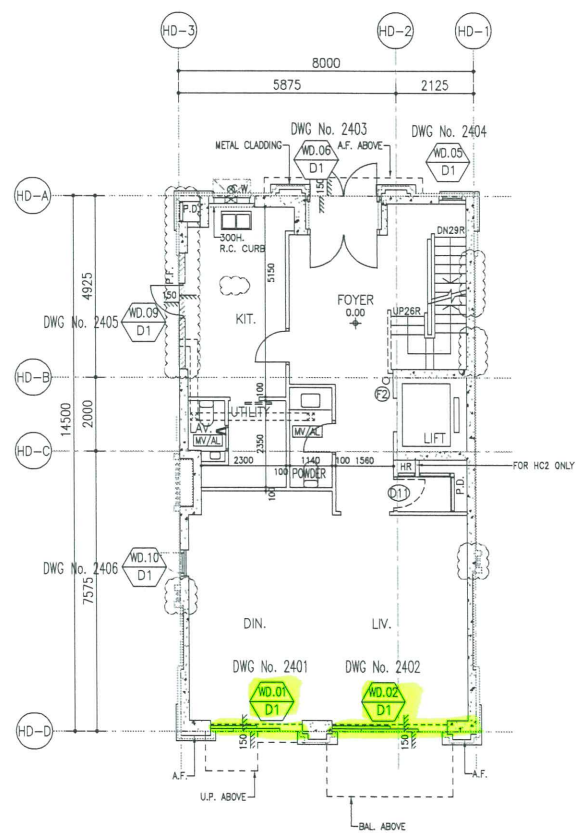 HD-3
HD-2
HD-1
8000
5875
2125
DWG No. 2403
DWG No. 2404
METAL CLADDING
WD.06
D1
A.F. ABOVE
WD.05
D1
150
HD-A
C.W
P.D.
300H.
R.C. CURB
DN29R
4925
5150
P.F.
150
WD.09
D1
DWG No. 2405
FOYER
0.00
KIT.
UP26R
HD-B
14500
2000
100
F2
UTILITY
LAV.
MV/AL
MV/AL
2350
LIFT
HD-C
2300
1140
100
1560
100
POWDER
HR
FOR HC2 ONLY
100
D11
P.D.
WD.10
D1
DWG No. 2406
7575
DIN.
LIV.
DWG No. 2401
DWG No. 2402
WD.01
D1
WD.02
D1
HD-D
150
150
A.F.
A.F.
U.P. ABOVE
BAL. ABOVE